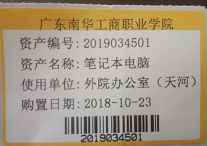 广东南华工商职业学院
资产编号: 2019034501
资产名称: 笔记本电脑
使用单位: 外院办公室（天河）
购置日期: 2018-10-23
2019034501